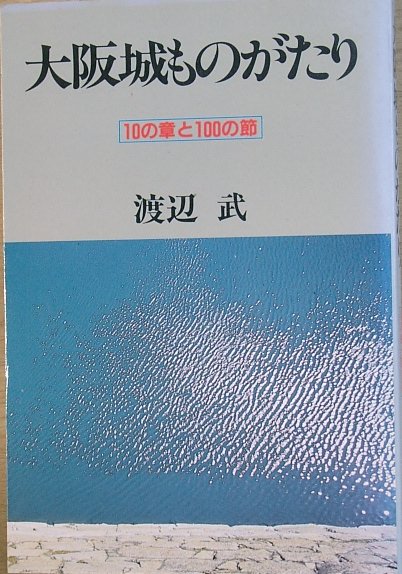 大阪城ものがたり
10の章と100の節
渡辺 武